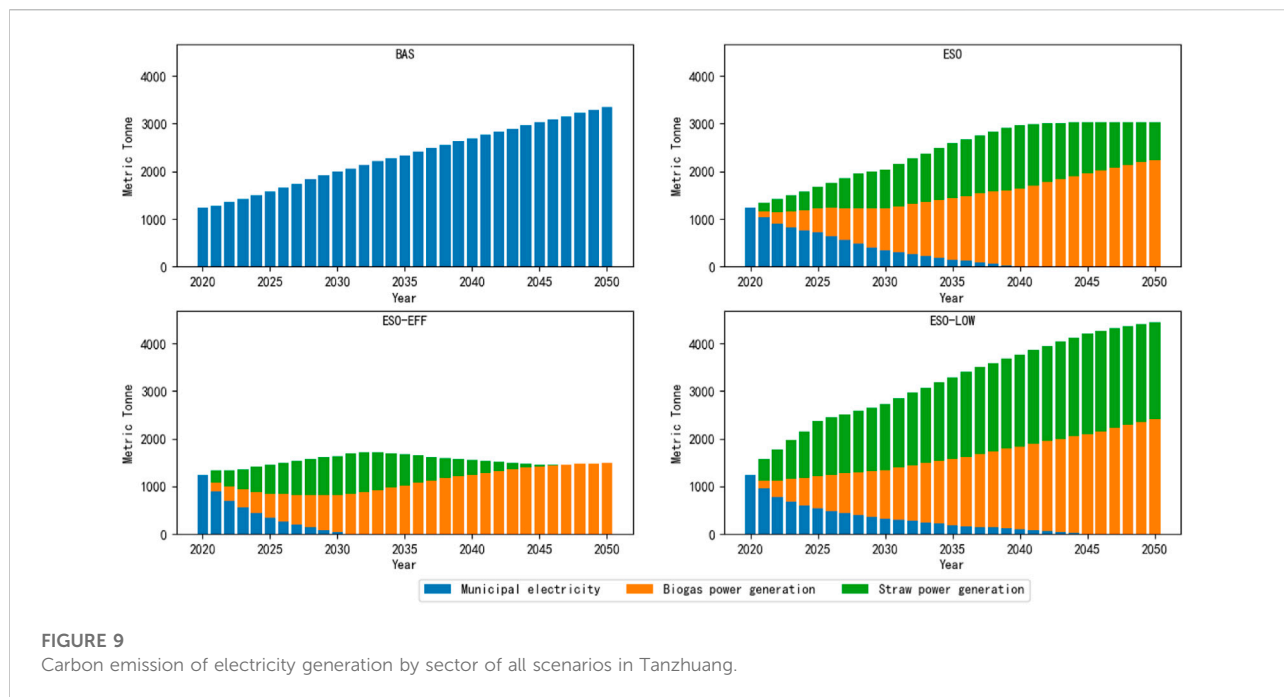 BAS
4000
3000
2000
1000
0
Metric Tonne
2020 2025 2030 2035 2040 2045 2050
Year
ESO
4000
3000
2000
1000
0
Metric Tonne
2020 2025 2030 2035 2040 2045 2050
Year
ESO-EFF
4000
3000
2000
1000
0
Metric Tonne
2020 2025 2030 2035 2040 2045 2050
Year
ESO-LOW
4000
3000
2000
1000
0
Metric Tonne
2020 2025 2030 2035 2040 2045 2050
Year
Municipal electricity Biogas power generation Straw power generation
FIGURE 9
Carbon emission of electricity generation by sector of all scenarios in Tanzhuang.